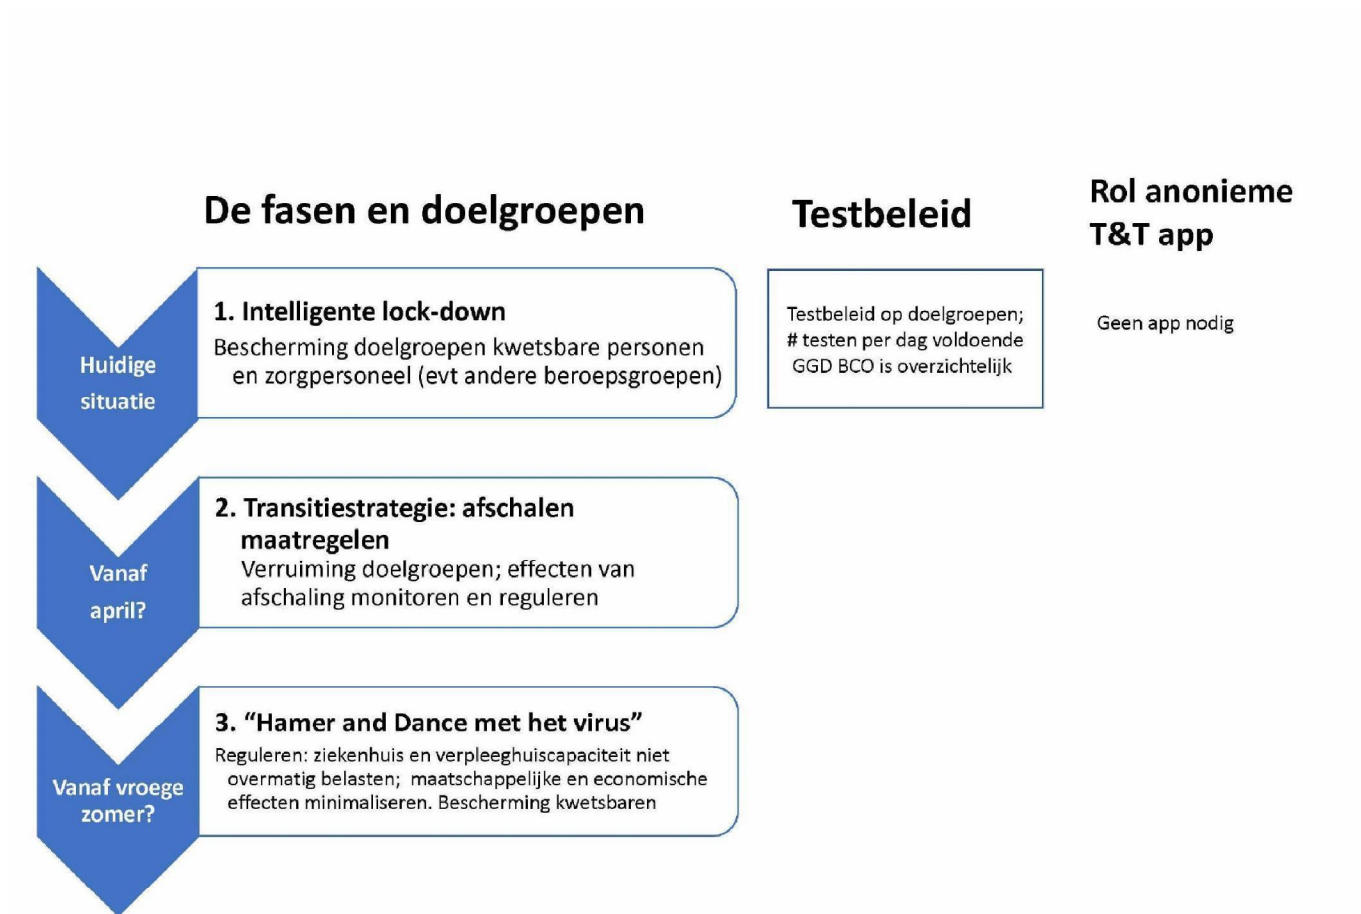 De fasen en doelgroepen
Testbeleid
Rol anonieme
T&T app
Huidige
situatie
1. Intelligente lock-down
Bescherming doelgroepen kwetsbare personen
en zorgpersoneel (evt andere beroepsgroepen)
Testbeleid op doelgroepen;
# testen per dag voldoende
GGD BCO is overzichtelijk
Geen app nodig
Vanaf
april?
2. Transitiestrategie: afschalen
maatregelen
Verruiming doelgroepen; effecten van
afschaling monitoren en reguleren
Vanaf vroege
zomer?
3. “Hamer and Dance met het virus”
Reguleren: ziekenhuis en verpleeghuiscapaciteit niet
overmatig belasten; maatschappelijke en economische
effecten minimaliseren. Bescherming kwetsbaren